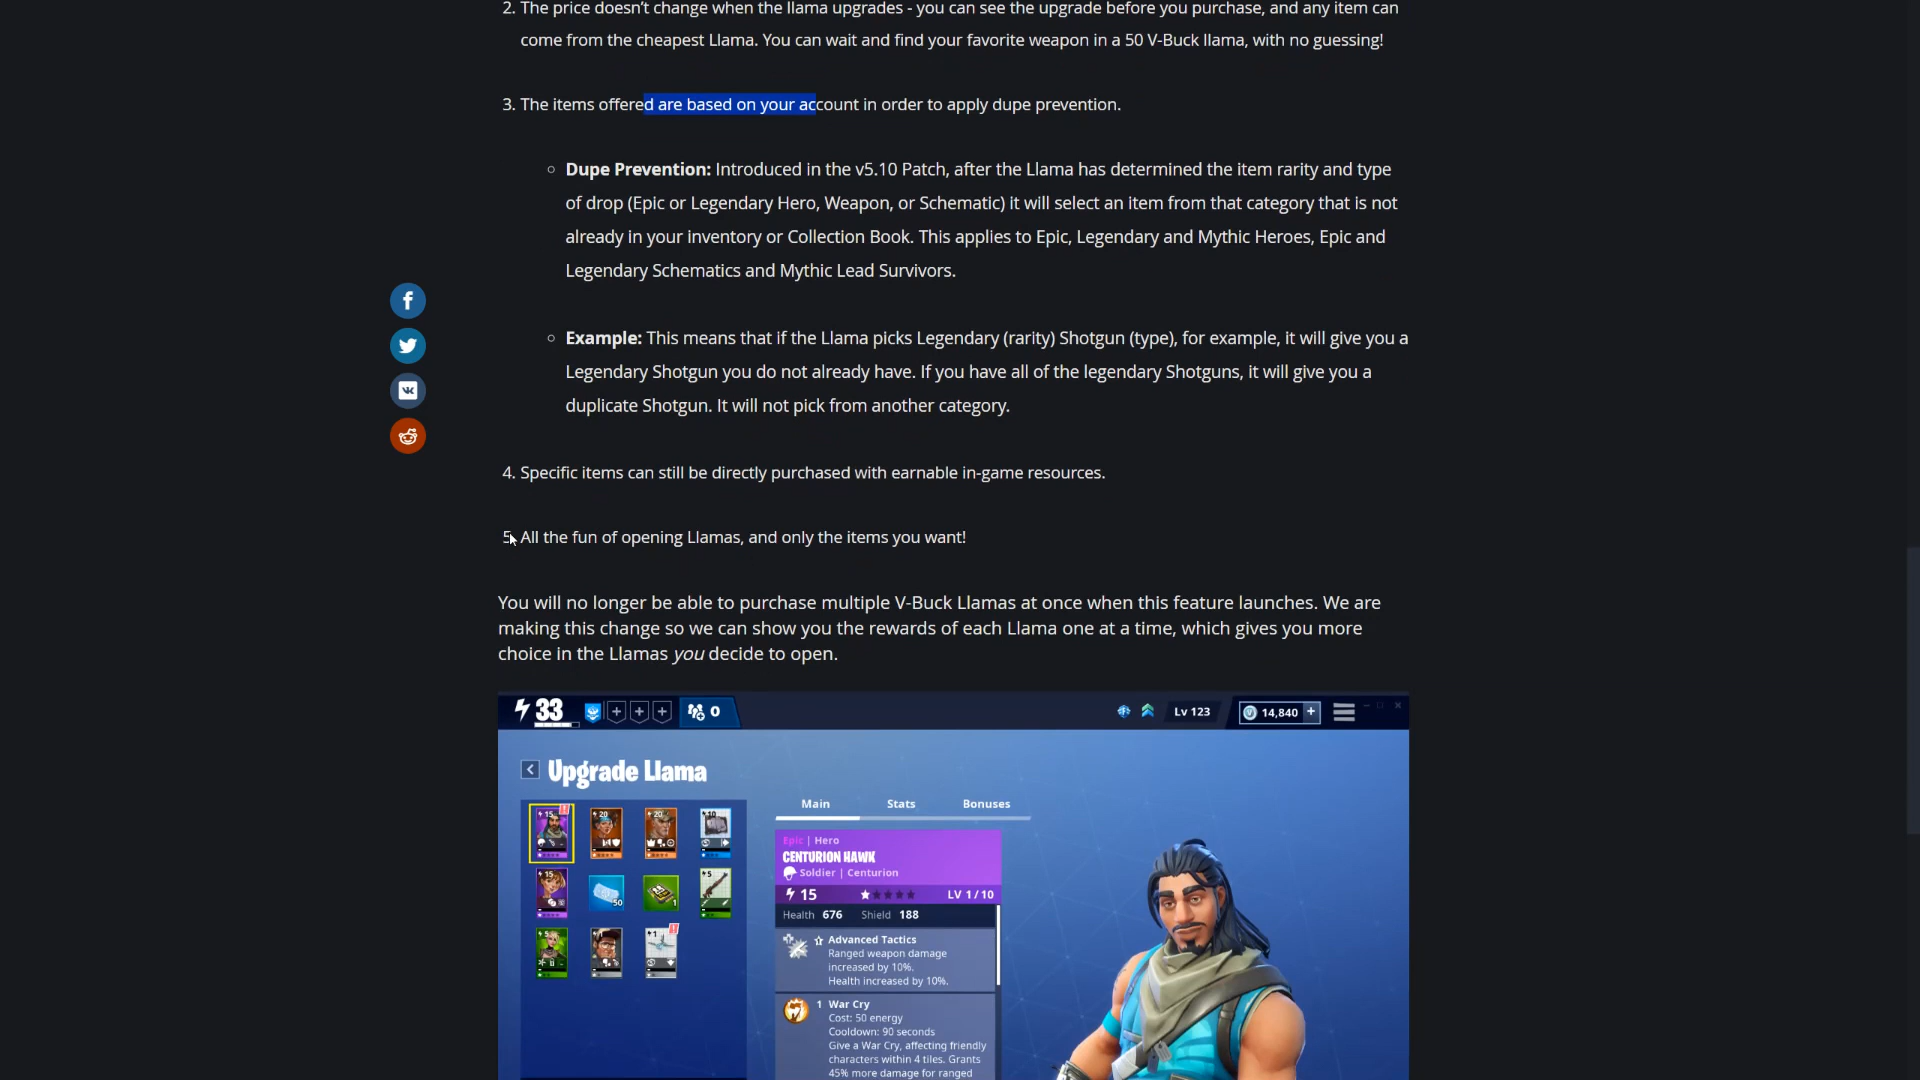 2. The price doesn't change when the llama upgrades - you can see the upgrade before you purchase, and any item can
come from the cheapest Llama. You can wait and find your favorite weapon in a 50 V-Buck llama, with no guessing!
3. The items offered are based on your account in order to apply dupe prevention.
Dupe Prevention: Introduced in the v5.10 Patch, after the Llama has determined the item rarity and type
of drop (Epic or Legendary Hero, Weapon, or Schematic) it will select an item from that category that is not
already in your inventory or Collection Book. This applies to Epic, Legendary and Mythic Heroes, Epic and
Legendary Schematics and Mythic Lead Survivors.
Example: This means that if the Llama picks Legendary (rarity) Shotgun (type), for example, it will give you a
Legendary Shotgun you do not already have. If you have all of the legendary Shotguns, it will give you a
duplicate Shotgun. It will not pick from another category.
4. Specific items can still be directly purchased with earnable in-game resources.
5. All the fun of opening Llamas, and only the items you want!
You will no longer be able to purchase multiple V-Buck Llamas at once when this feature launches. We are
making this change so we can show you the rewards of each Llama one at a time, which gives you more
choice in the Llamas you decide to open.
33 0 Lv 123 14,840
Upgrade Llama
Main Stats Bonuses
15 20 20 10
Epic | Hero
CENTURION HAWK
Soldier | Centurion
15 LV 1/10
15 50 1 5
Health 676 Shield 188
5 1
Advanced Tactics
Ranged weapon damage
increased by 10%.
Health increased by 10%.
1 War Cry
Cost: 50 energy
Cooldown: 90 seconds
Give a War Cry, affecting friendly
characters within 4 tiles. Grants
45% more damage for ranged